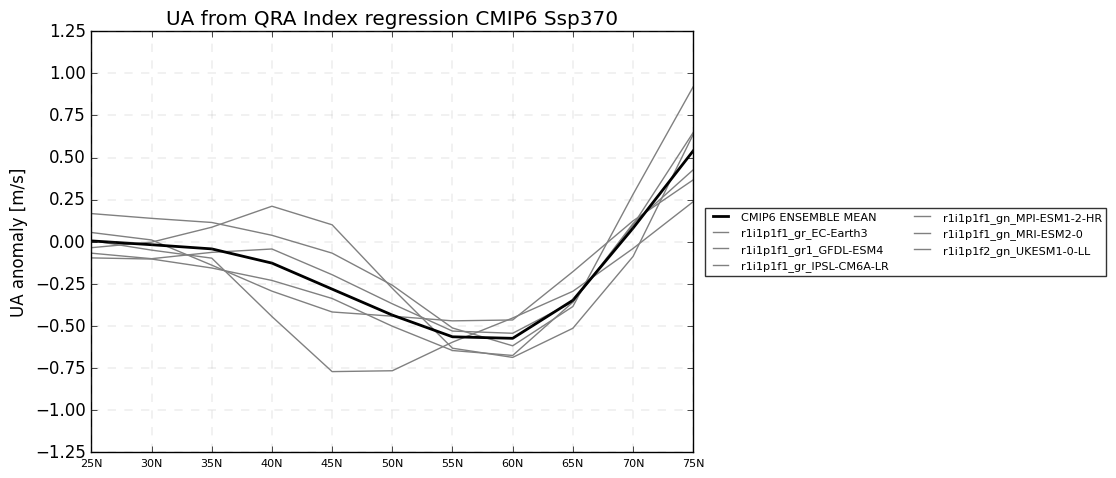 UA from QRA Index regression CMIP6 Ssp370
UA anomaly [m/s]
1.25
1.00
0.75
0.50
0.25
0.00
−0.25
−0.50
−0.75
−1.00
−1.25
25N 30N 35N 40N 45N 50N 55N 60N 65N 70N 75N
CMIP6 ENSEMBLE MEAN
r1i1p1f1_gr_EC-Earth3
r1i1p1f1_gr1_GFDL-ESM4
r1i1p1f1_gr_IPSL-CM6A-LR
r1i1p1f1_gn_MPI-ESM1-2-HR
r1i1p1f1_gn_MRI-ESM2-0
r1i1p1f2_gn_UKESM1-0-LL